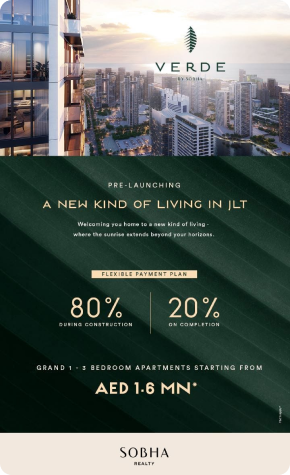 VERDE
BY SOBHA
PRE-LAUNCHING
A NEW KIND OF LIVING IN JLT
Welcoming you home to a new kind of living -
where the sunrise extends beyond your horizons.
FLEXIBLE PAYMENT PLAN
80%
DURING CONSTRUCTION
20%
ON COMPLETION
GRAND 1 - 3 BEDROOM APARTMENTS STARTING FROM
AED 1.6 MN*
SOBHA
REALTY